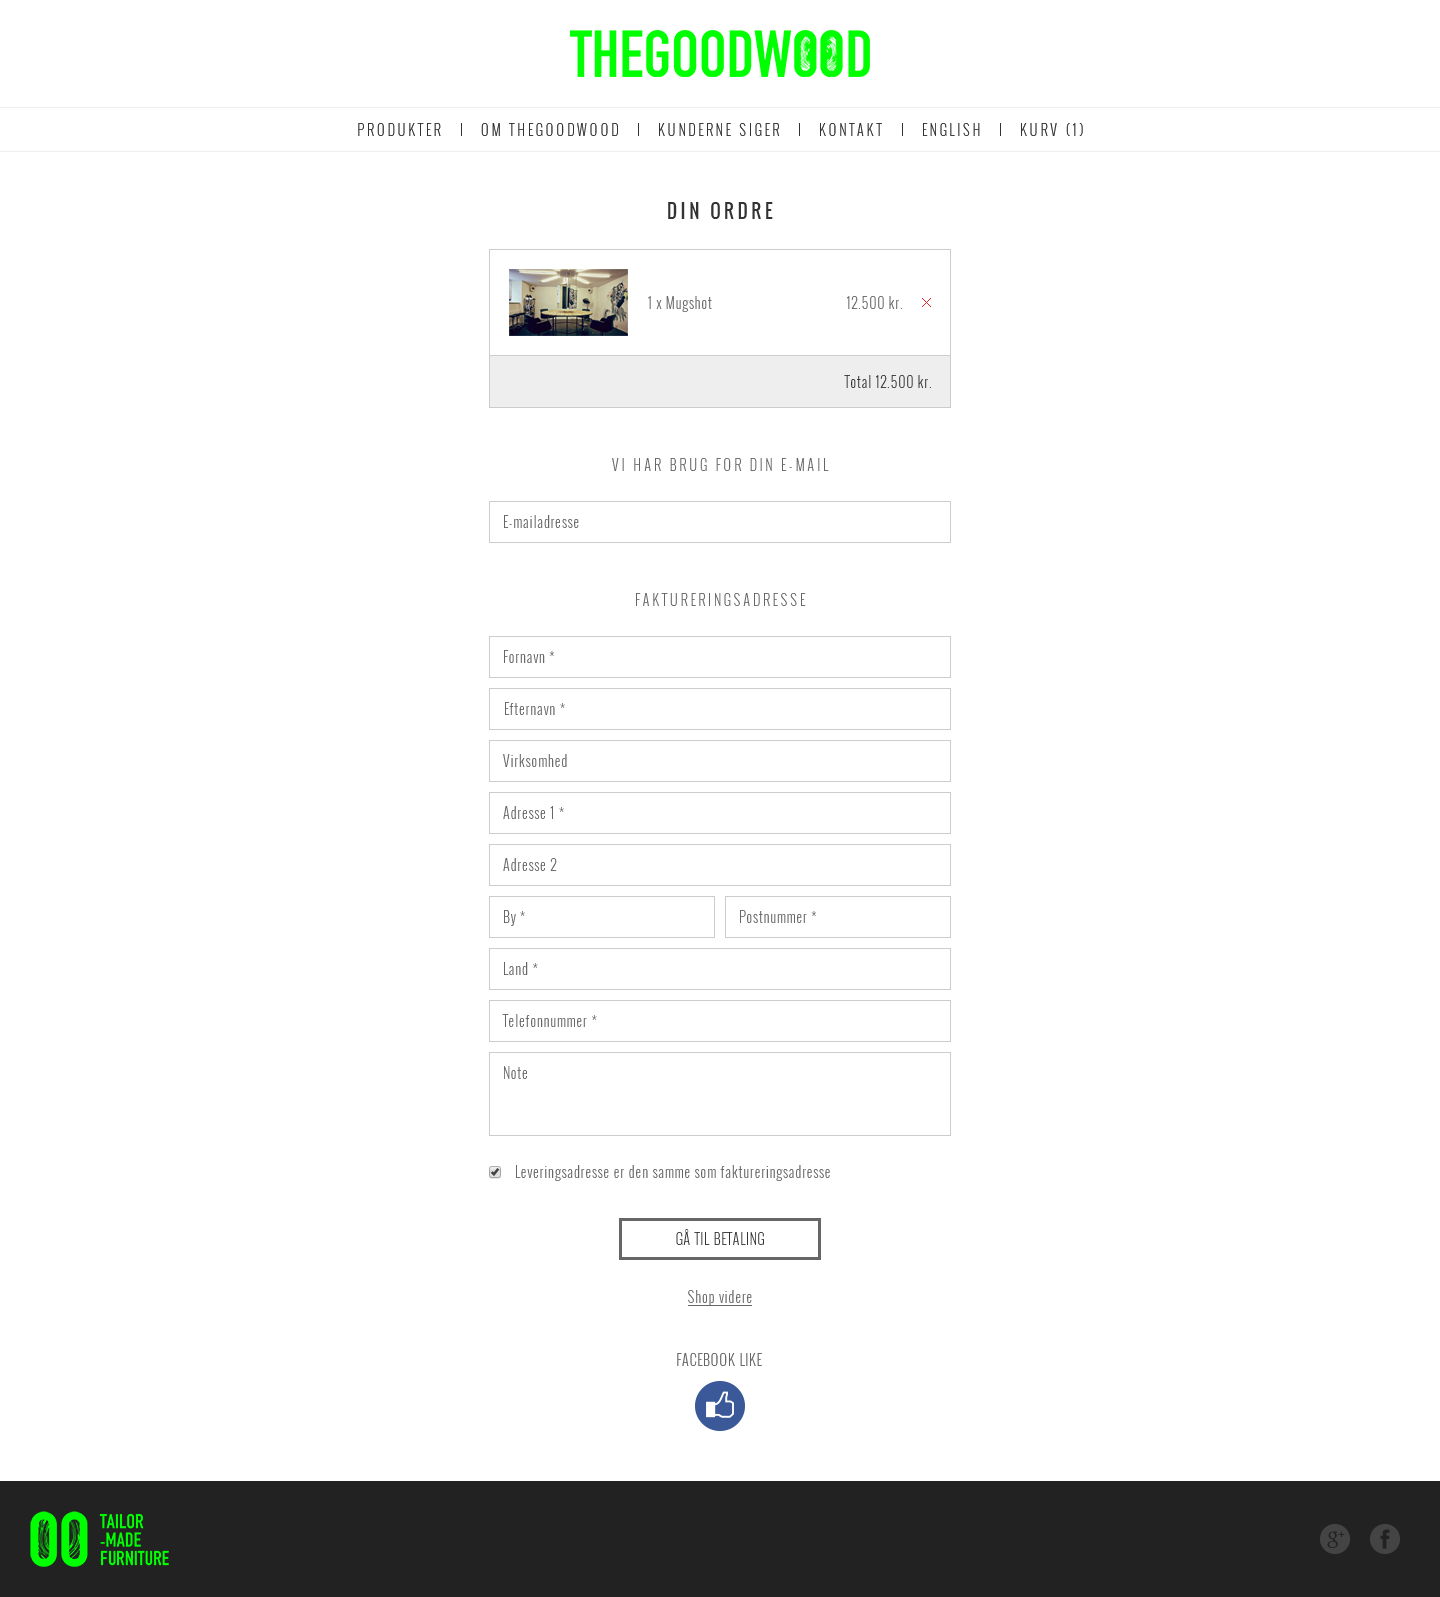 THEGOODWOOD
PRODUKTER | OM THEGOODWOOD | KUNDERNE SIGER | KONTAKT | ENGLISH | KURV (1)
DIN ORDRE
1 x Mugshot 12.500 kr.
Total 12.500 kr.
VI HAR BRUG FOR DIN E-MAIL
E-mailadresse
FAKTURERINGSADRESSE
Fornavn *
Efternavn *
Virksomhed
Adresse 1 *
Adresse 2
By * Postnummer *
Land *
Telefonnummer *
Note
Leveringsadresse er den samme som faktureringsadresse
GÅ TIL BETALING
Shop videre
FACEBOOK LIKE
TAILOR
-MADE
FURNITURE
g+ f